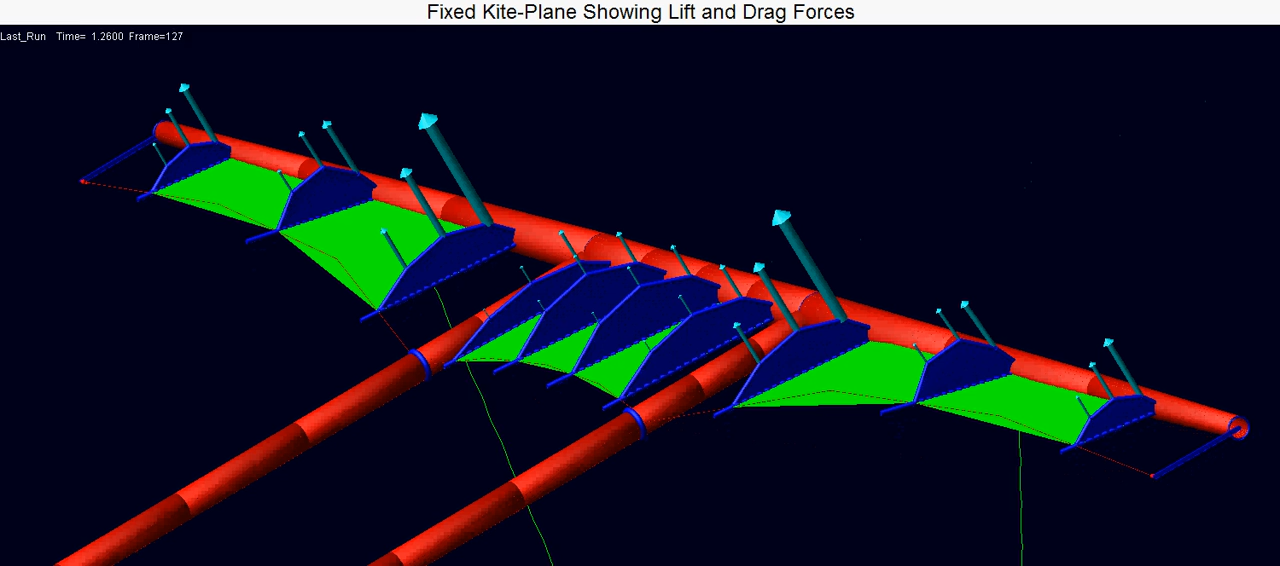 Fixed Kite-Plane Showing Lift and Drag Forces
Last_Run Time= 1.2600 Frame=127